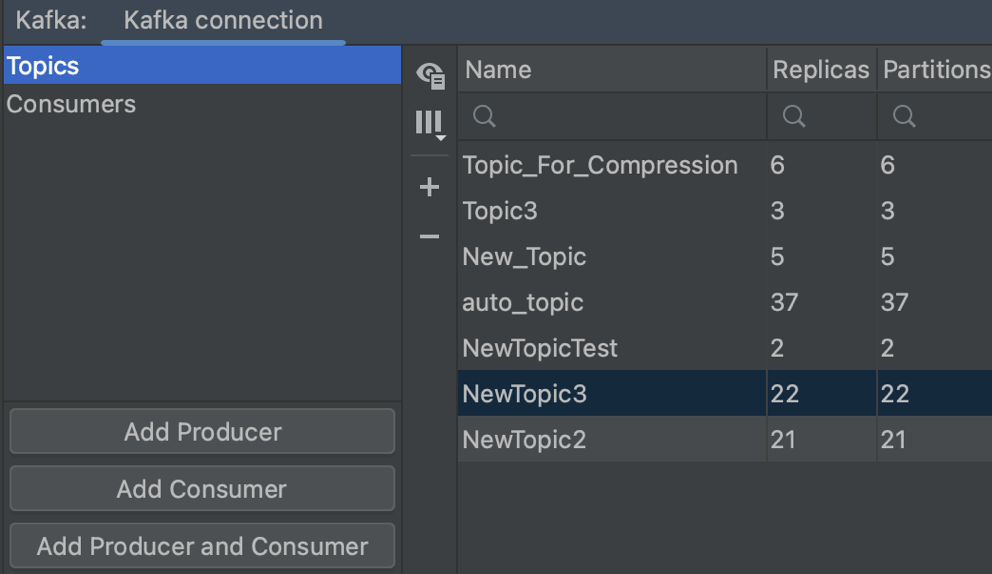 Kafka: Kafka connection
Topics
Consumers
Add Producer
Add Consumer
Add Producer and Consumer
Name Replicas Partitions
Topic_For_Compression 6 6
Topic3 3 3
New_Topic 5 5
auto_topic 37 37
NewTopicTest 2 2
NewTopic3 22 22
NewTopic2 21 21